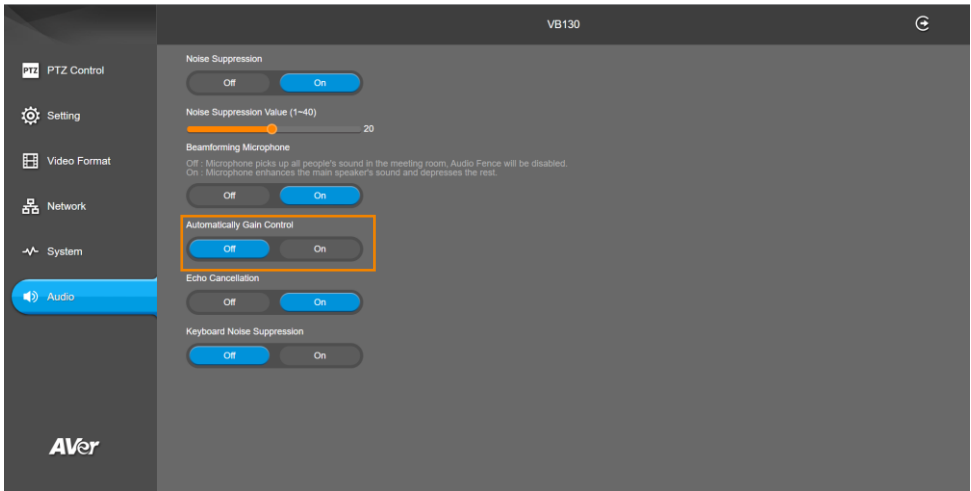 VB130
PTZ PTZ Control
Setting
Video Format
Network
System
Audio
AVer
Noise Suppression
Off On
Noise Suppression Value (1~40)
20
Beamforming Microphone
Off : Microphone picks up all people's sound in the meeting room, Audio Fence will be disabled.
On : Microphone enhances the main speaker's sound and depresses the rest.
Off On
Automatically Gain Control
Off On
Echo Cancellation
Off On
Keyboard Noise Suppression
Off On